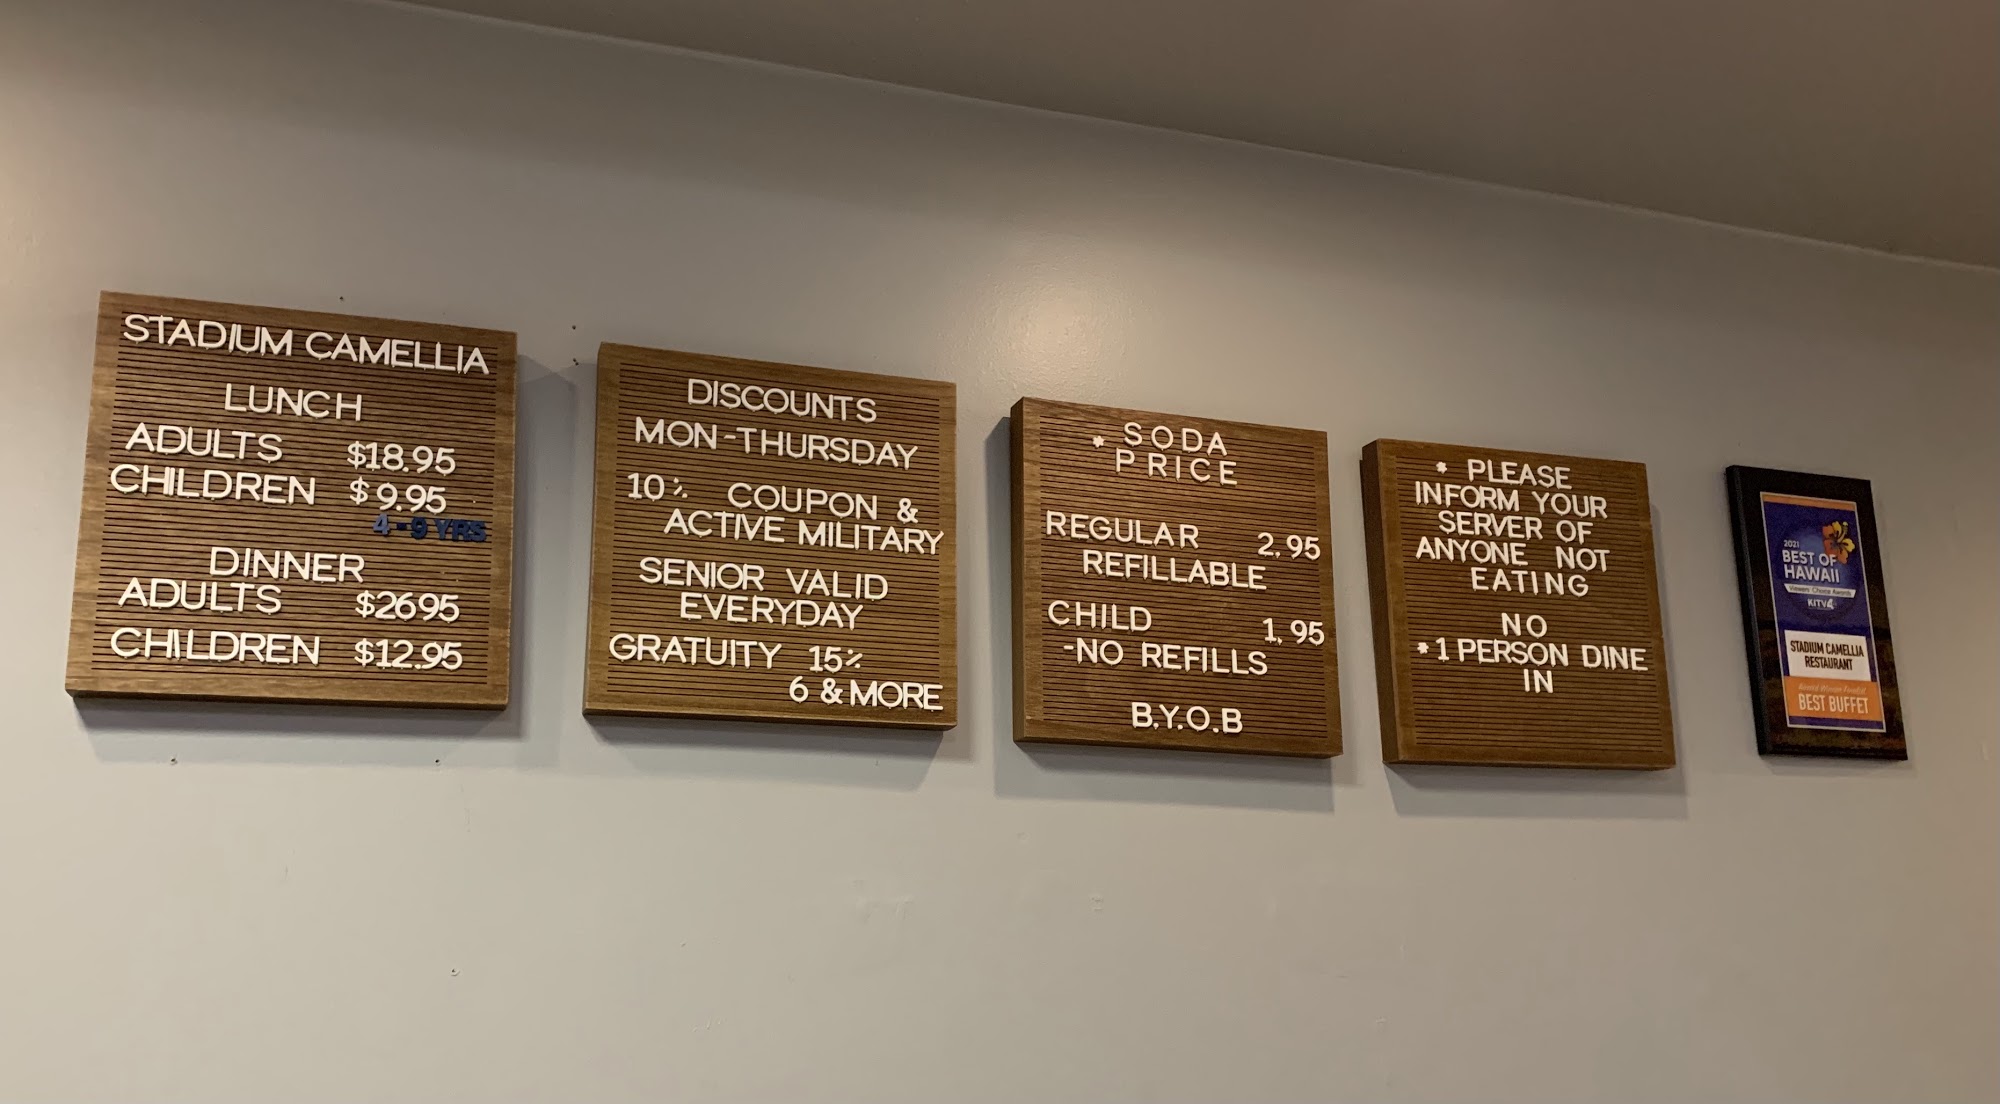 STADIUM CAMELLIA
LUNCH
ADULTS $18.95
CHILDREN $9.95
4-9 YRS
DINNER
ADULTS $2695
CHILDREN $12.95
DISCOUNTS
MON-THURSDAY
10% COUPON &
ACTIVE MILITARY
SENIOR VALID
EVERYDAY
GRATUITY 15%
6 & MORE
* SODA
PRICE
REGULAR 2,95
REFILLABLE
CHILD 1,95
-NO REFILLS
B.Y.O.B
* PLEASE
INFORM YOUR
SERVER OF
ANYONE NOT
EATING
NO
*1 PERSON DINE
IN
2021
BEST OF
HAWAII
Viewers' Choice Awards
KITV4
STADIUM CAMELLIA
RESTAURANT
BEST BUFFET